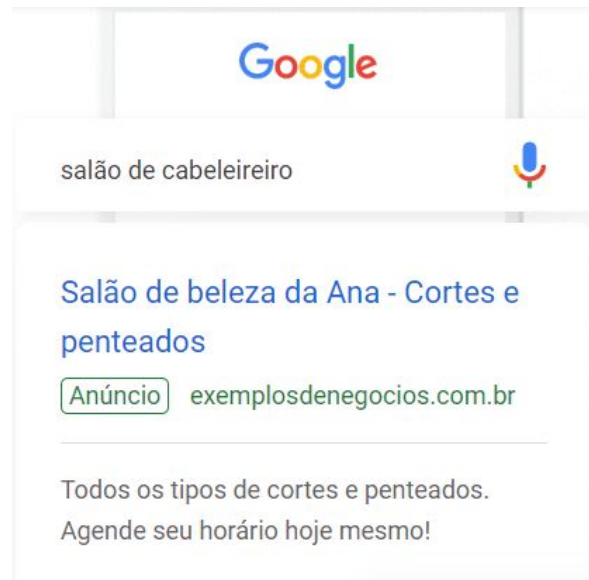 Google
salão de cabeleireiro
Salão de beleza da Ana - Cortes e
penteados
Anúncio exemplosdenegocios.com.br
Todos os tipos de cortes e penteados.
Agende seu horário hoje mesmo!